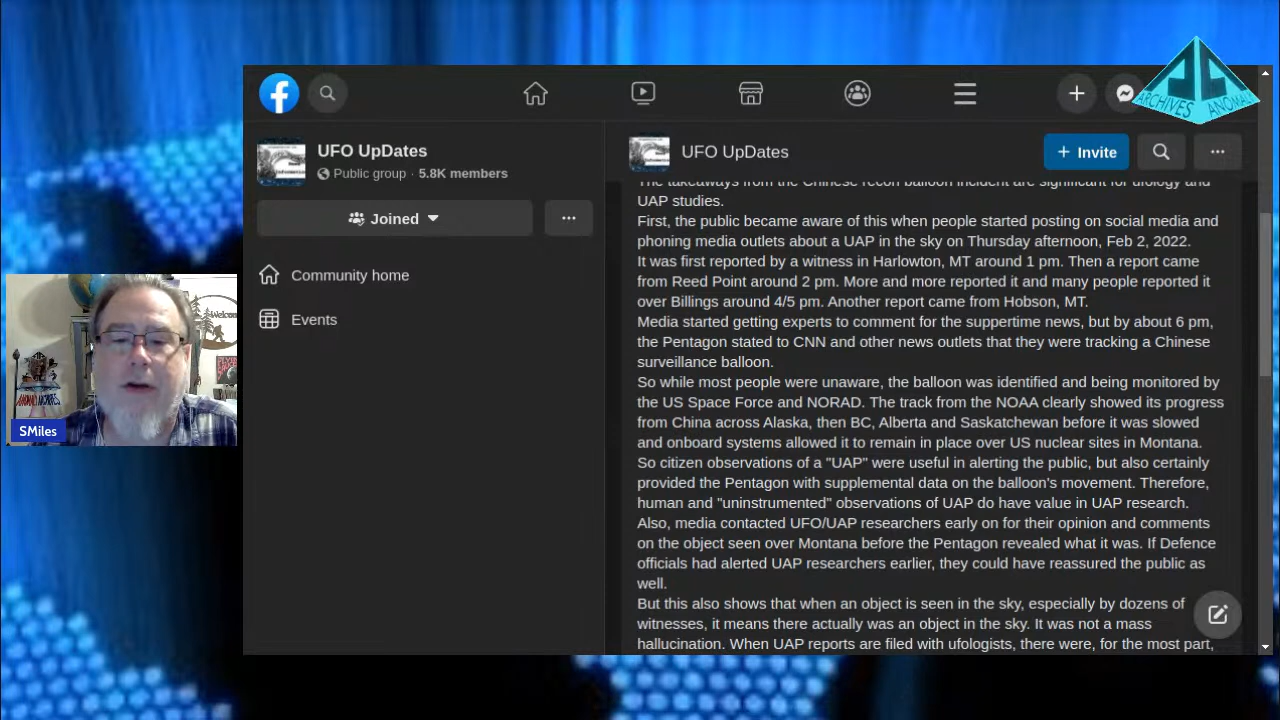 UFO UpDates
Public group · 5.8K members
Joined
Community home
Events
UFO UpDates
+ Invite
ARCHIVES
The takeaways from the Chinese recon balloon incident are significant for ufology and
UAP studies.
First, the public became aware of this when people started posting on social media and
phoning media outlets about a UAP in the sky on Thursday afternoon, Feb 2, 2022.
It was first reported by a witness in Harlowton, MT around 1 pm. Then a report came
from Reed Point around 2 pm. More and more reported it and many people reported it
over Billings around 4/5 pm. Another report came from Hobson, MT.
Media started getting experts to comment for the suppertime news, but by about 6 pm,
the Pentagon stated to CNN and other news outlets that they were tracking a Chinese
surveillance balloon.
So while most people were unaware, the balloon was identified and being monitored by
the US Space Force and NORAD. The track from the NOAA clearly showed its progress
from China across Alaska, then BC, Alberta and Saskatchewan before it was slowed
and onboard systems allowed it to remain in place over US nuclear sites in Montana.
So citizen observations of a "UAP" were useful in alerting the public, but also certainly
provided the Pentagon with supplemental data on the balloon's movement. Therefore,
human and "uninstrumented" observations of UAP do have value in UAP research.
Also, media contacted UFO/UAP researchers early on for their opinion and comments
on the object seen over Montana before the Pentagon revealed what it was. If Defence
officials had alerted UAP researchers earlier, they could have reassured the public as
well.
But this also shows that when an object is seen in the sky, especially by dozens of
witnesses, it means there actually was an object in the sky. It was not a mass
hallucination. When UAP reports are filed with ufologists, there were, for the most part,
SMiles